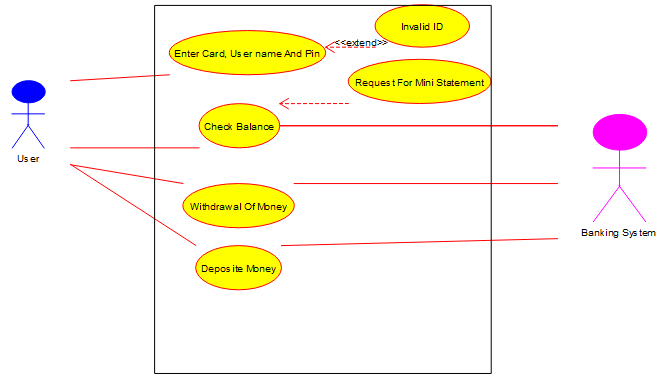 Invalid ID
<<extend>>
Enter Card, User name And Pin
Request For Mini Statement
Check Balance
User
Withdrawal Of Money
Banking System
Deposite Money